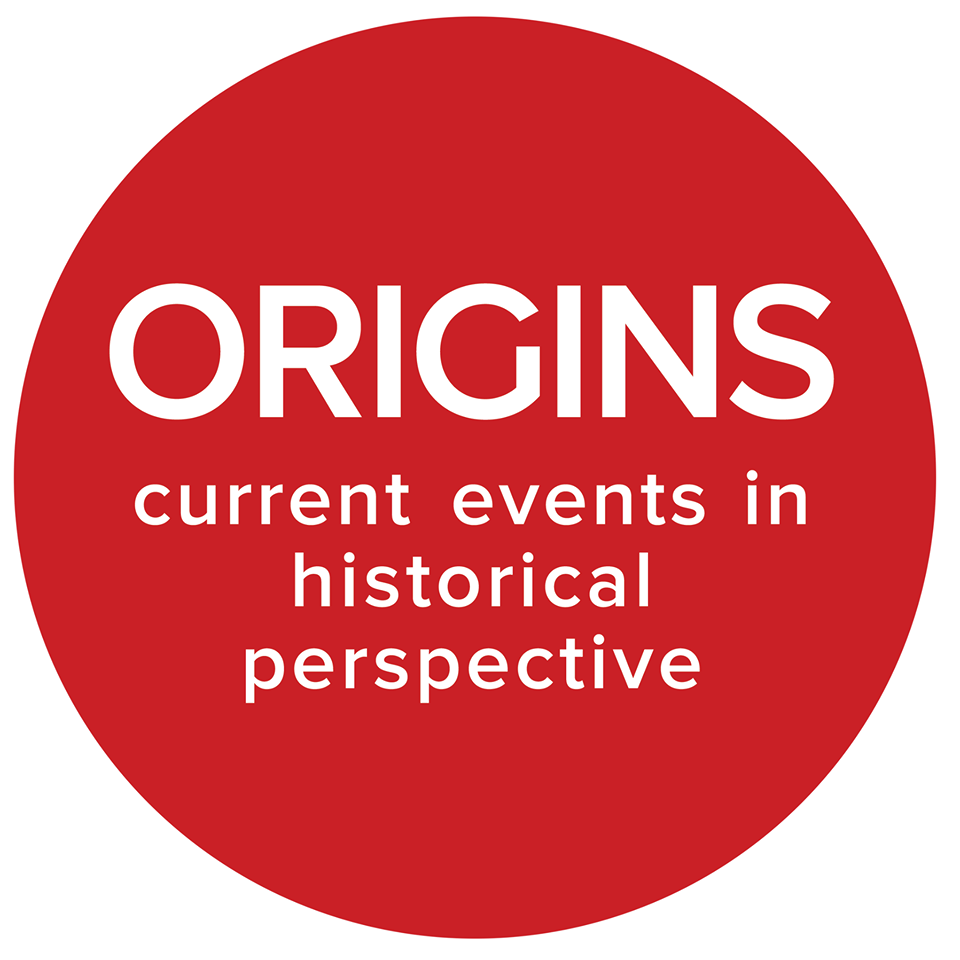 ORIGINS
current events in
historical
perspective